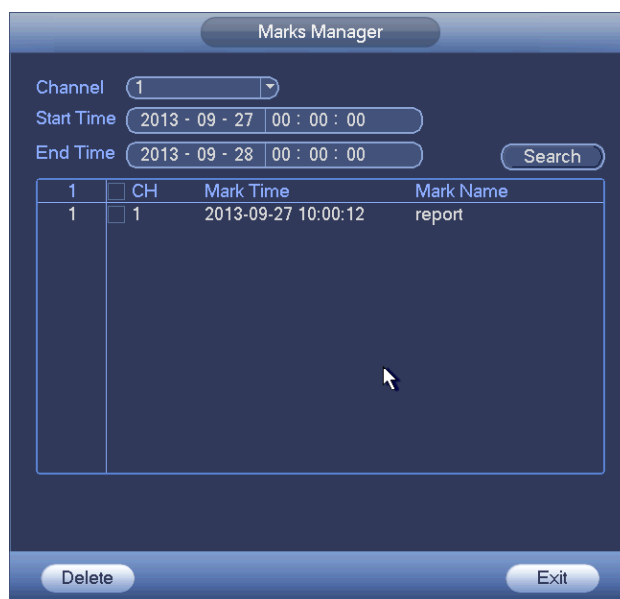 Marks Manager
Channel 1
Start Time 2013 - 09 - 27 00 : 00 : 00
End Time 2013 - 09 - 28 00 : 00 : 00
Search
1 CH Mark Time Mark Name
1 1 2013-09-27 10:00:12 report
Delete Exit